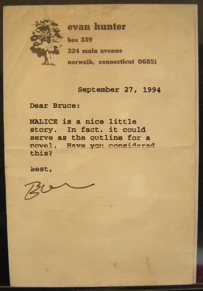 evan hunter
box 339
324 main avenue
norwalk, connecticut 06851
September 27, 1994
Dear Bruce:
MALICE is a nice little
story. In fact, it could
serve as the outline for a
novel. Have you considered
this?
best,